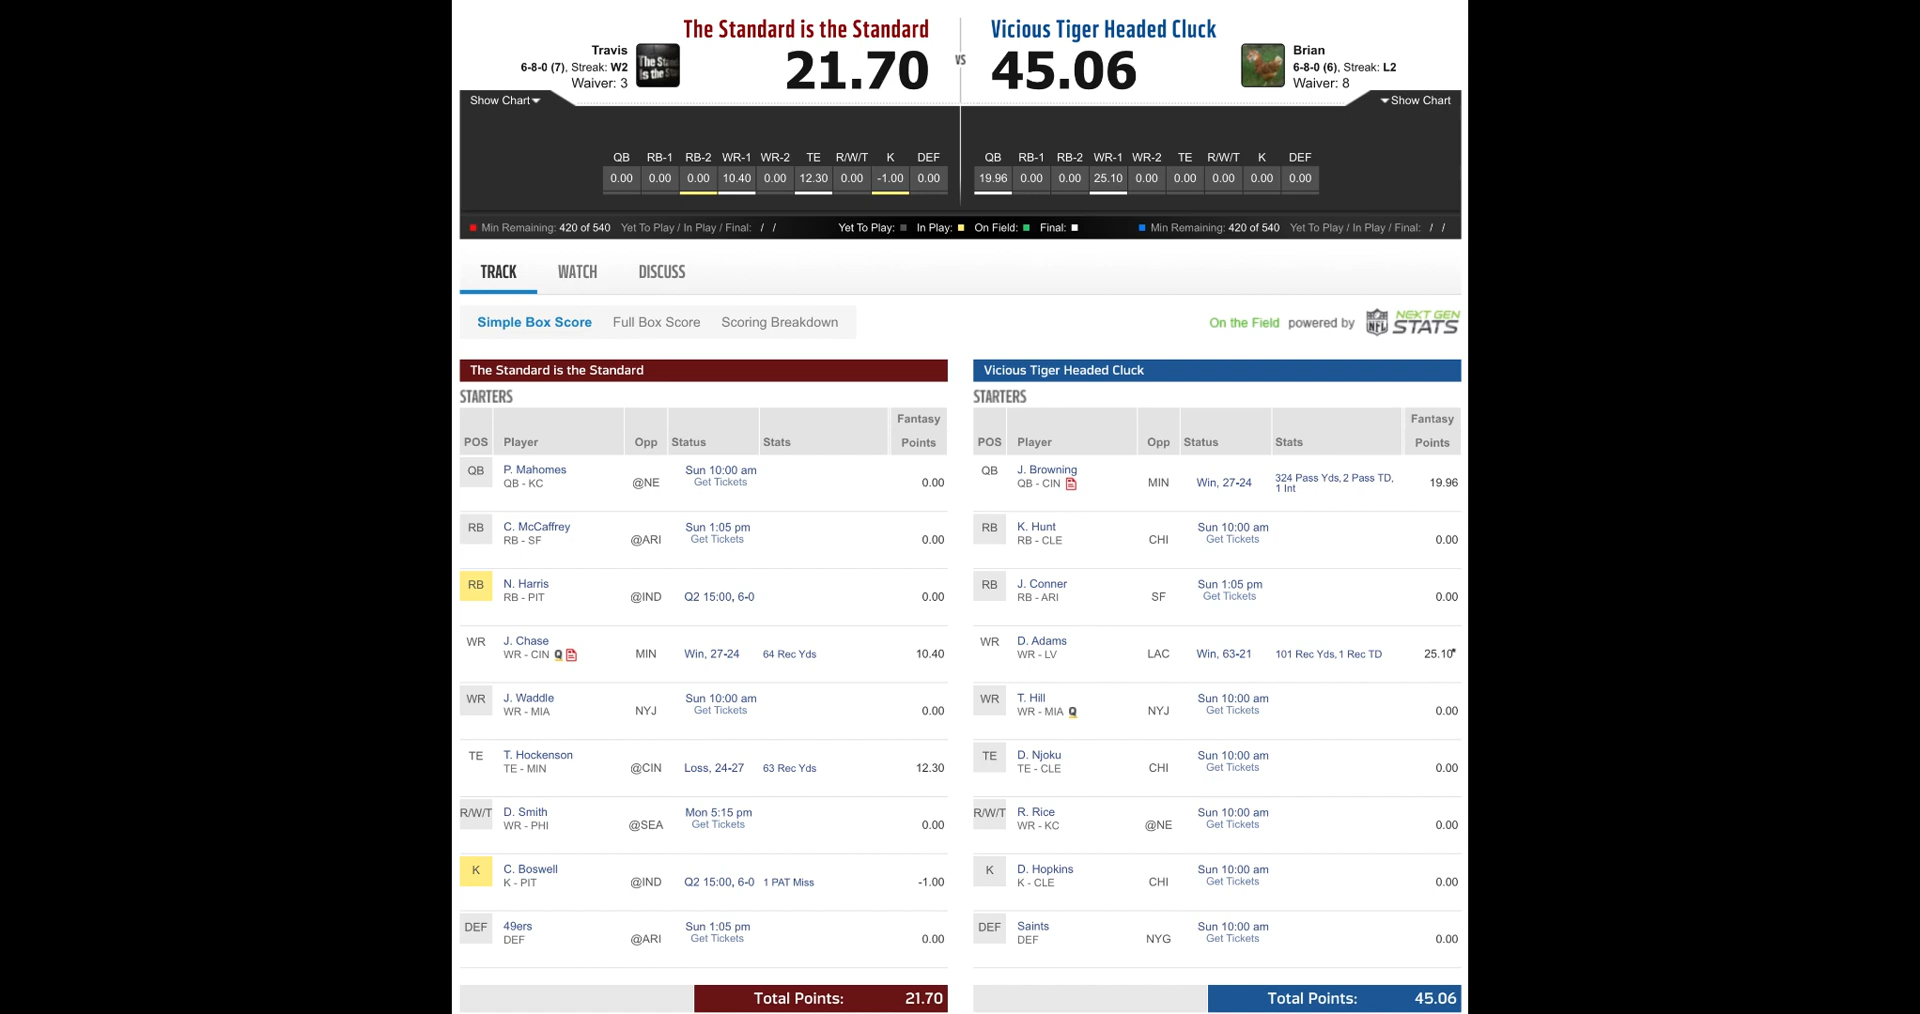 The Standard is the Standard
Vicious Tiger Headed Cluck
Travis
6-8-0 (7), Streak: W2
Waiver: 3
21.70
VS
45.06
Brian
6-8-0 (6), Streak: L2
Waiver: 8
Show Chart
Show Chart
QB RB-1 RB-2 WR-1 WR-2 TE R/W/T K DEF
0.00 0.00 0.00 10.40 0.00 12.30 0.00 -1.00 0.00
QB RB-1 RB-2 WR-1 WR-2 TE R/W/T K DEF
19.96 0.00 0.00 25.10 0.00 0.00 0.00 0.00 0.00
Min Remaining: 420 of 540 Yet To Play / In Play / Final: / /
Yet To Play: In Play: On Field: Final:
Min Remaining: 420 of 540 Yet To Play / In Play / Final: / /
TRACK WATCH DISCUSS
Simple Box Score Full Box Score Scoring Breakdown
On the Field powered by NFL NEXT GEN STATS
The Standard is the Standard
STARTERS
POS Player Opp Status Stats Fantasy Points
QB P. Mahomes Sun 10:00 am
QB - KC @NE Get Tickets 0.00
RB C. McCaffrey Sun 1:05 pm
RB - SF @ARI Get Tickets 0.00
RB N. Harris
RB - PIT @IND Q2 15:00, 6-0 0.00
WR J. Chase
WR - CIN Q MIN Win, 27-24 64 Rec Yds 10.40
WR J. Waddle Sun 10:00 am
WR - MIA NYJ Get Tickets 0.00
TE T. Hockenson
TE - MIN @CIN Loss, 24-27 63 Rec Yds 12.30
R/W/T D. Smith Mon 5:15 pm
WR - PHI @SEA Get Tickets 0.00
K C. Boswell
K - PIT @IND Q2 15:00, 6-0 1 PAT Miss -1.00
DEF 49ers Sun 1:05 pm
DEF @ARI Get Tickets 0.00
Total Points: 21.70
Vicious Tiger Headed Cluck
STARTERS
POS Player Opp Status Stats Fantasy Points
QB J. Browning 324 Pass Yds, 2 Pass TD,
QB - CIN MIN Win, 27-24 1 Int 19.96
RB K. Hunt Sun 10:00 am
RB - CLE CHI Get Tickets 0.00
RB J. Conner Sun 1:05 pm
RB - ARI SF Get Tickets 0.00
WR D. Adams
WR - LV LAC Win, 63-21 101 Rec Yds, 1 Rec TD 25.10*
WR T. Hill Sun 10:00 am
WR - MIA Q NYJ Get Tickets 0.00
TE D. Njoku Sun 10:00 am
TE - CLE CHI Get Tickets 0.00
R/W/T R. Rice Sun 10:00 am
WR - KC @NE Get Tickets 0.00
K D. Hopkins Sun 10:00 am
K - CLE CHI Get Tickets 0.00
DEF Saints Sun 10:00 am
DEF NYG Get Tickets 0.00
Total Points: 45.06